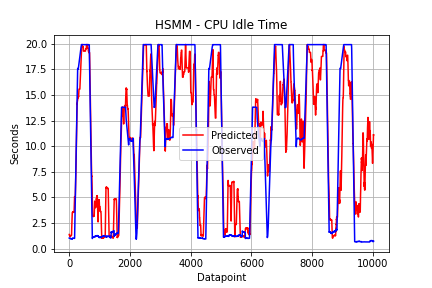 HSMM - CPU Idle Time
20.0
17.5
15.0
12.5
10.0
7.5
5.0
2.5
0.0
Seconds
Predicted
Observed
0 2000 4000 6000 8000 10000
Datapoint